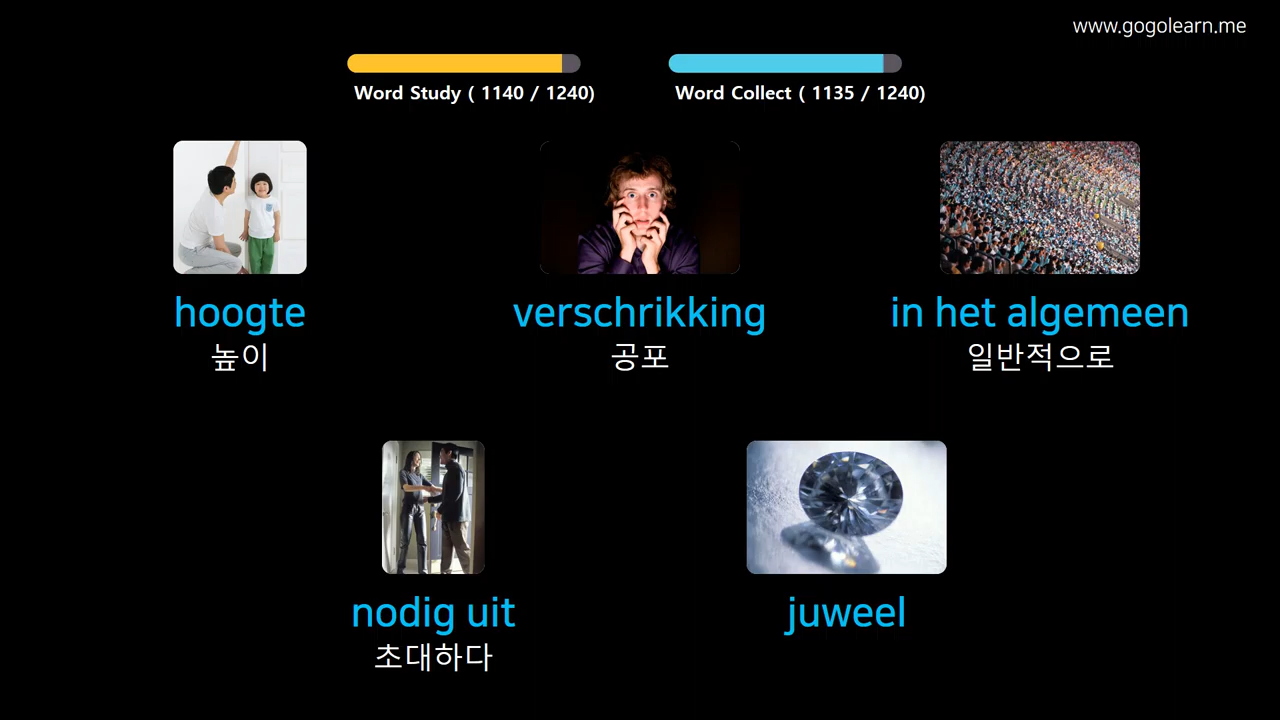 www.gogolearn.me
Word Study ( 1140 / 1240)
Word Collect ( 1135 / 1240)
hoogte
높이
verschrikking
공포
in het algemeen
일반적으로
nodig uit
초대하다
juweel